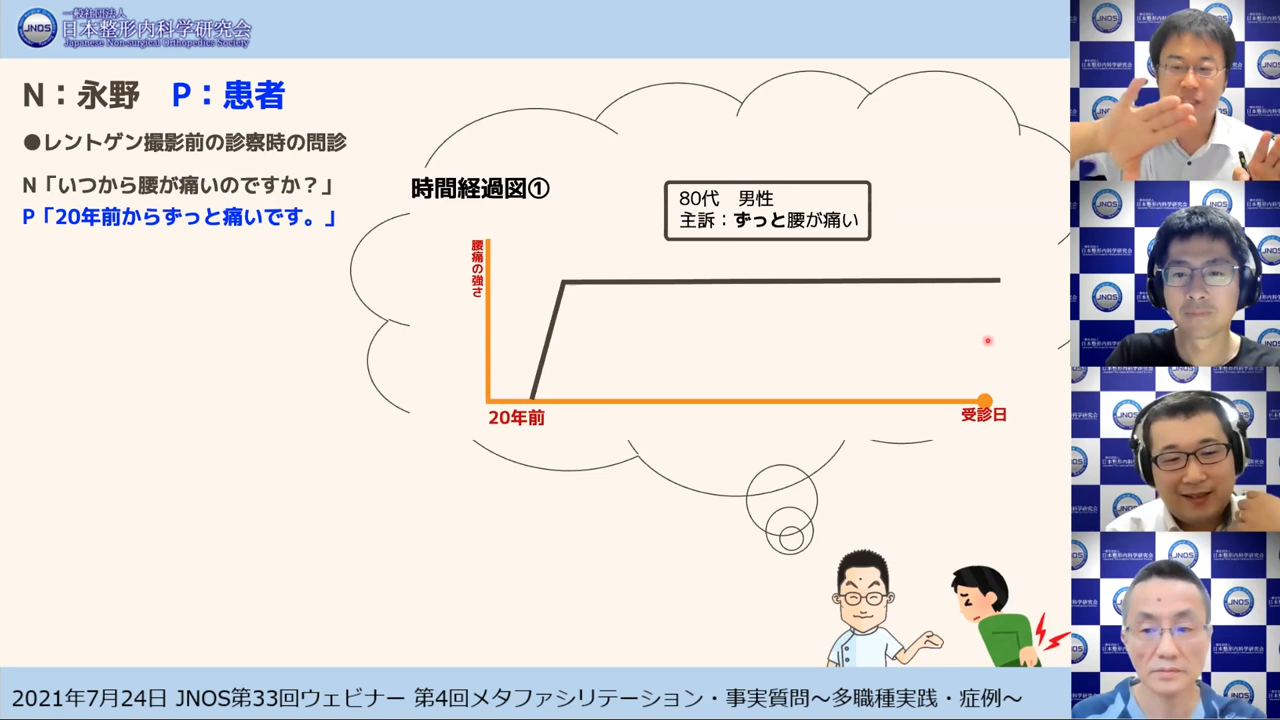 一般社団法人
日本整形内科学研究会
Japanese Non-surgical Orthopedics Society
JNOS
N：永野　P：患者
●レントゲン撮影前の診察時の問診
N「いつから腰が痛いのですか？」
P「20年前からずっと痛いです。」
時間経過図①
80代　男性
主訴：ずっと腰が痛い
腰痛の強さ
20年前
受診日
2021年7月24日 JNOS第33回ウェビナー 第4回メタファシリテーション・事実質問～多職種実践・症例～